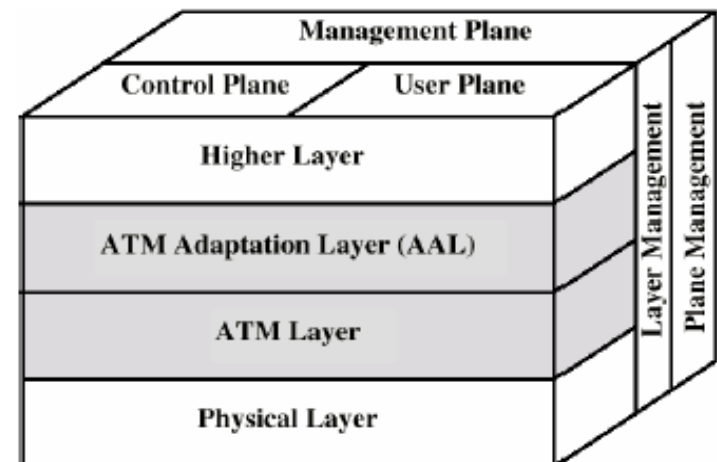 Management Plane
Control Plane
User Plane
Higher Layer
ATM Adaptation Layer (AAL)
ATM Layer
Physical Layer
Layer Management
Plane Management